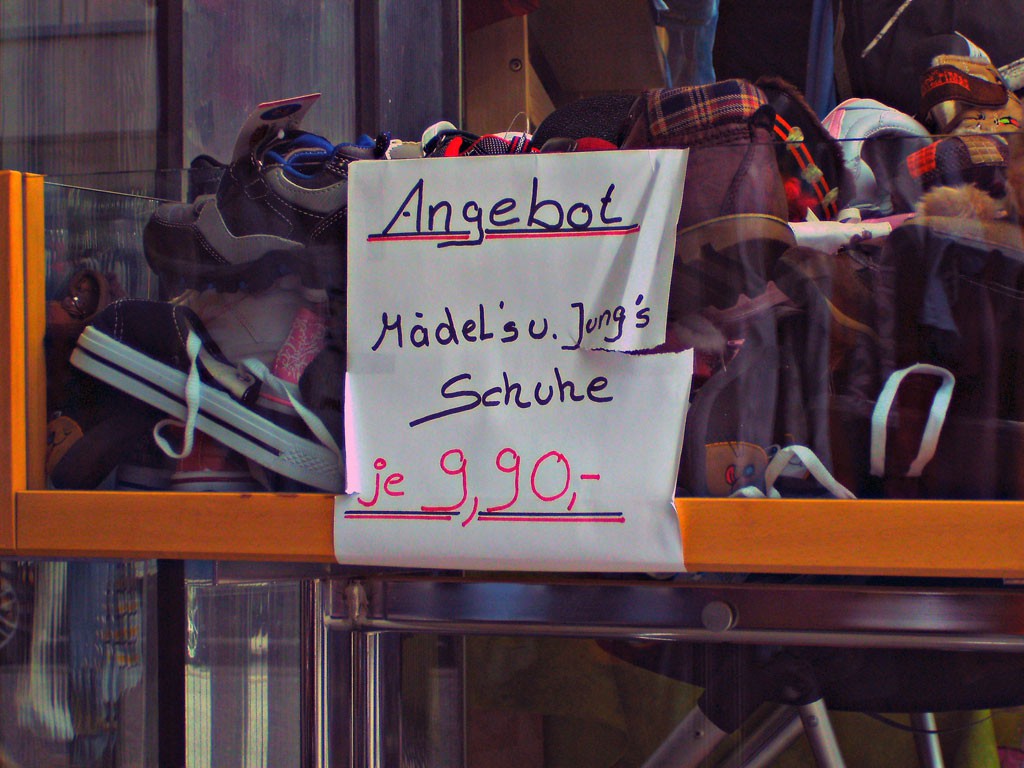 Angebot
Mädel's u. Jung's
Schuhe
je 9,90,-